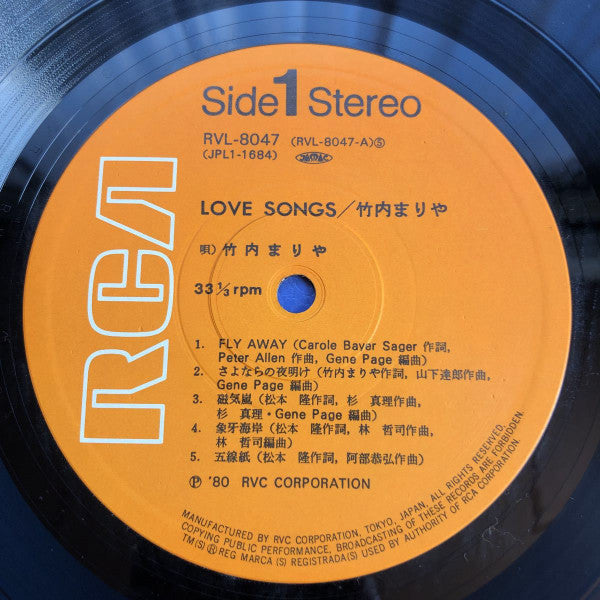 Side 1 Stereo
RVL-8047 (RVL-8047-A)⑤
(JPL1-1684)
RCA
LOVE SONGS／竹内まりや
唄）竹内まりや
33 1/3 rpm
1. FLY AWAY (Carole Baver Sager 作詞,
Peter Allen 作曲, Gene Page 編曲)
2. さよならの夜明け (竹内まりや作詞, 山下達郎作曲,
Gene Page 編曲)
3. 磁気嵐 (松本 隆作詞, 杉 真理作曲,
杉 真理・Gene Page 編曲)
4. 象牙海岸 (松本 隆作詞, 林 哲司作曲,
林 哲司編曲)
5. 五線紙 (松本 隆作詞, 阿部恭弘作曲)
Ⓟ '80 RVC CORPORATION
MANUFACTURED BY RVC CORPORATION, TOKYO, JAPAN, ALL RIGHTS RESERVED.
COPYING PUBLIC PERFORMANCE, BROADCASTING OF THESE RECORDS ARE FORBIDDEN.
TM(S) ® REG MARCA (S) REGISTRADA(S) USED BY AUTHORITY OF RCA CORPORATION.